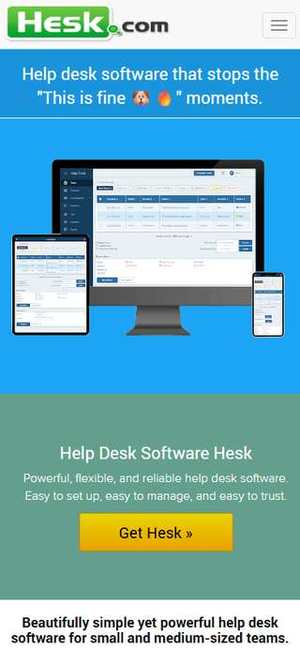 Hesk.com
Help desk software that stops the
"This is fine 🐶 🔥 " moments.
Help Desk Software Hesk
Powerful, flexible, and reliable help desk software.
Easy to set up, easy to manage, and easy to trust.
Get Hesk »
Beautifully simple yet powerful help desk
software for small and medium-sized teams.